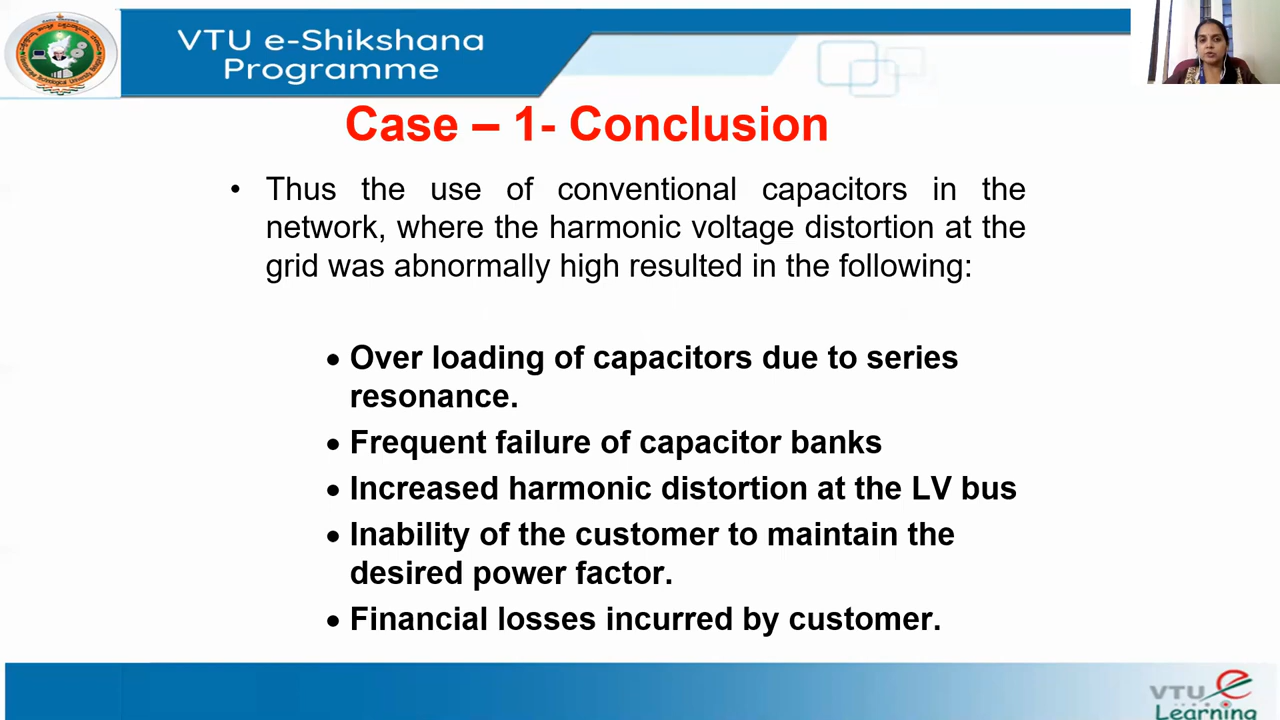 VTU e-Shikshana
Programme
Case – 1- Conclusion
• Thus the use of conventional capacitors in the
network, where the harmonic voltage distortion at the
grid was abnormally high resulted in the following:
• Over loading of capacitors due to series
resonance.
• Frequent failure of capacitor banks
• Increased harmonic distortion at the LV bus
• Inability of the customer to maintain the
desired power factor.
• Financial losses incurred by customer.
VTU e
Learning